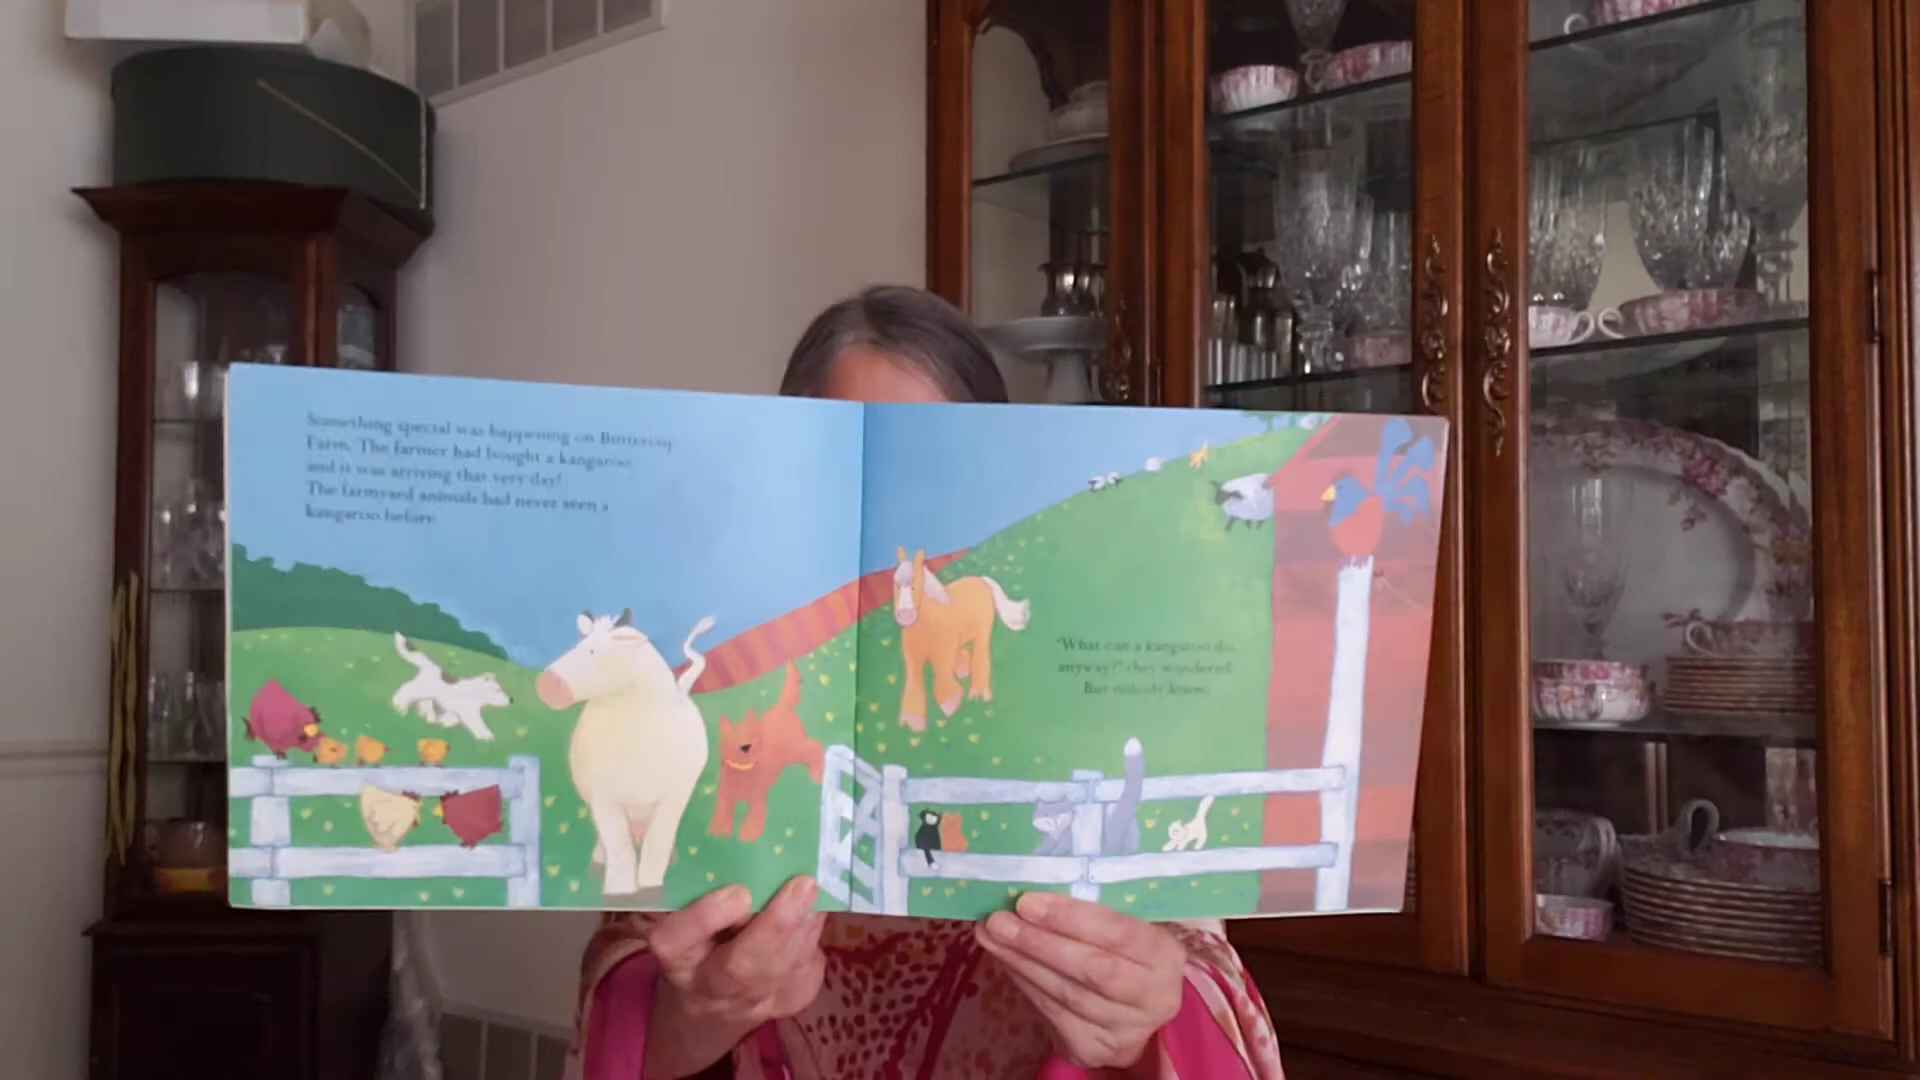 Something special was happening on Buttercup
Farm. The farmer had bought a kangaroo,
and it was arriving that very day!
The farmyard animals had never seen a
kangaroo before.
"What can a kangaroo do,
anyway?" they wondered.
But nobody knew.